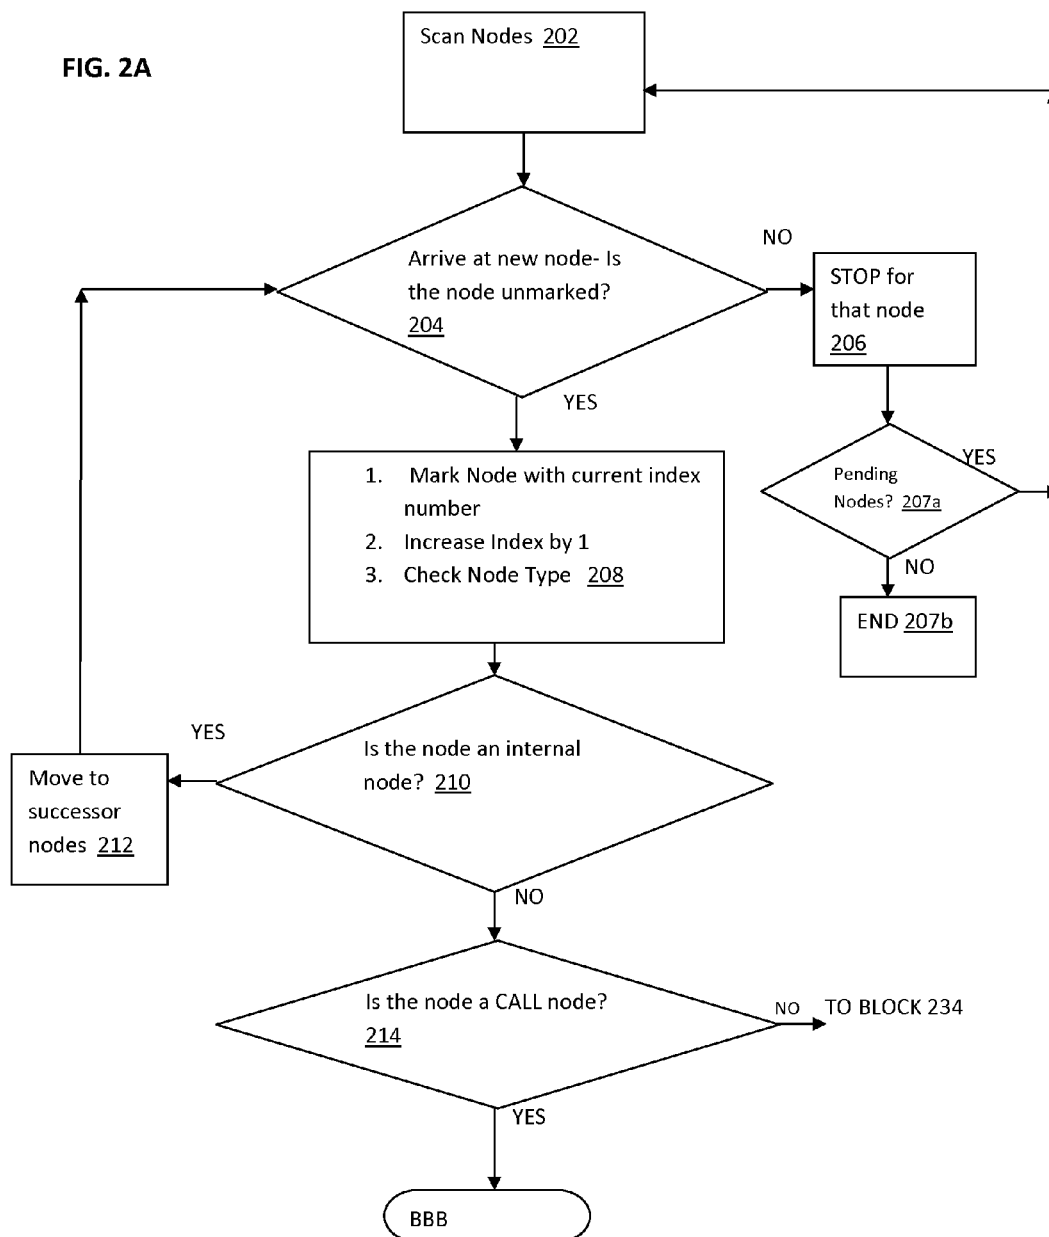 Scan Nodes 202
FIG. 2A
NO
Arrive at new node- Is
the node unmarked?
204
STOP for
that node
206
YES
YES
Pending
Nodes? 207a
1. Mark Node with current index
number
2. Increase Index by 1
3. Check Node Type 208
NO
END 207b
YES
Is the node an internal
node? 210
Move to
successor
nodes 212
NO
Is the node a CALL node?
214
NO
TO BLOCK 234
YES
BBB